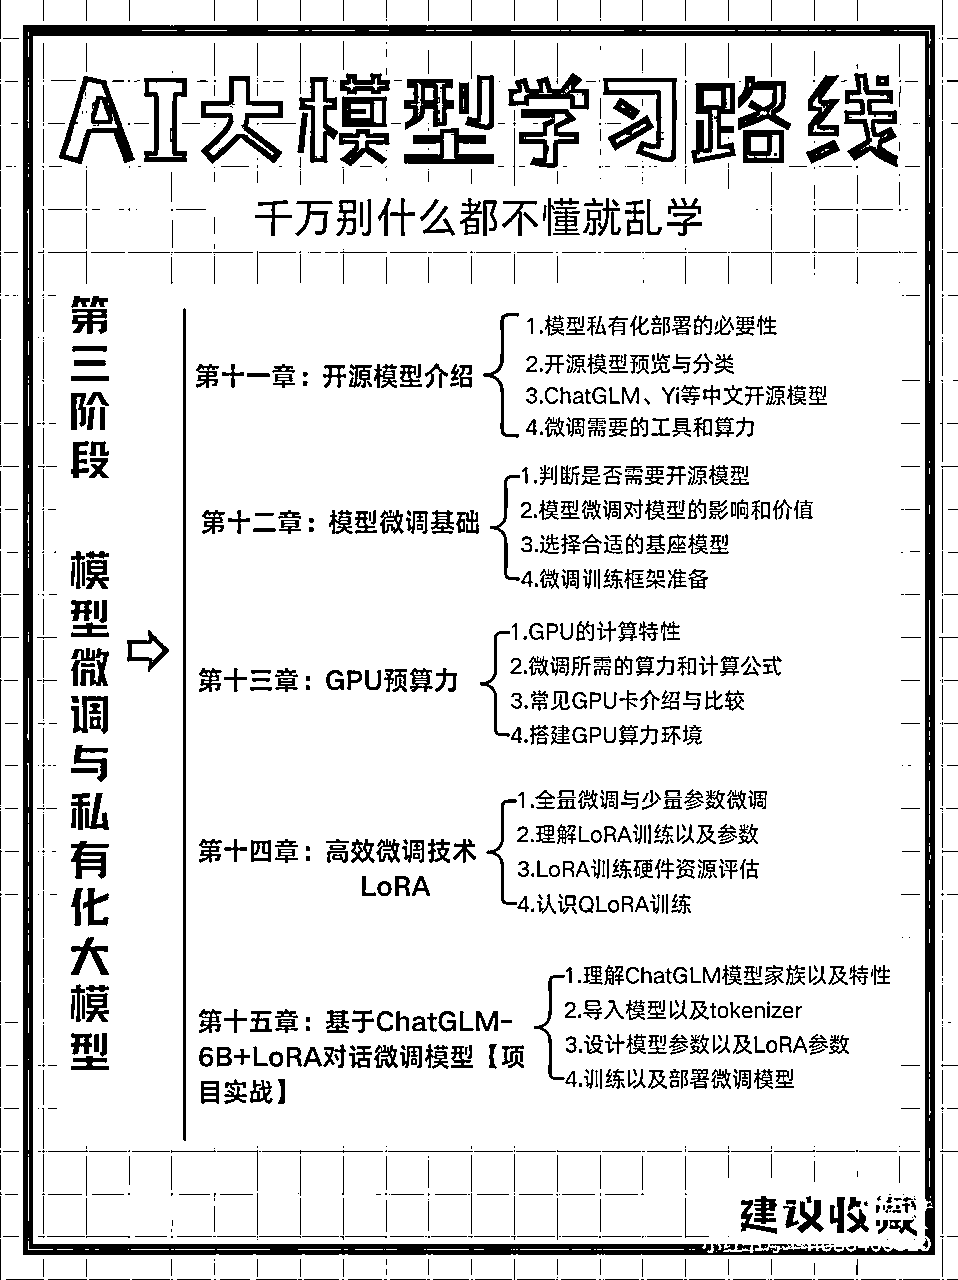 AI大模型学习路线
千万别什么都不懂就乱学
第三阶段 模型微调与私有化大模型
第十一章：开源模型介绍
1.模型私有化部署的必要性
2.开源模型预览与分类
3.ChatGLM、Yi等中文开源模型
4.微调需要的工具和算力
第十二章：模型微调基础
1.判断是否需要开源模型
2.模型微调对模型的影响和价值
3.选择合适的基座模型
4.微调训练框架准备
第十三章：GPU预算力
1.GPU的计算特性
2.微调所需的算力和计算公式
3.常见GPU卡介绍与比较
4.搭建GPU算力环境
第十四章：高效微调技术
LoRA
1.全量微调与少量参数微调
2.理解LoRA训练以及参数
3.LoRA训练硬件资源评估
4.认识QLoRA训练
第十五章：基于ChatGLM-
6B+LoRA对话微调模型【项
目实战】
1.理解ChatGLM模型家族以及特性
2.导入模型以及tokenizer
3.设计模型参数以及LoRA参数
4.训练以及部署微调模型
建议收藏